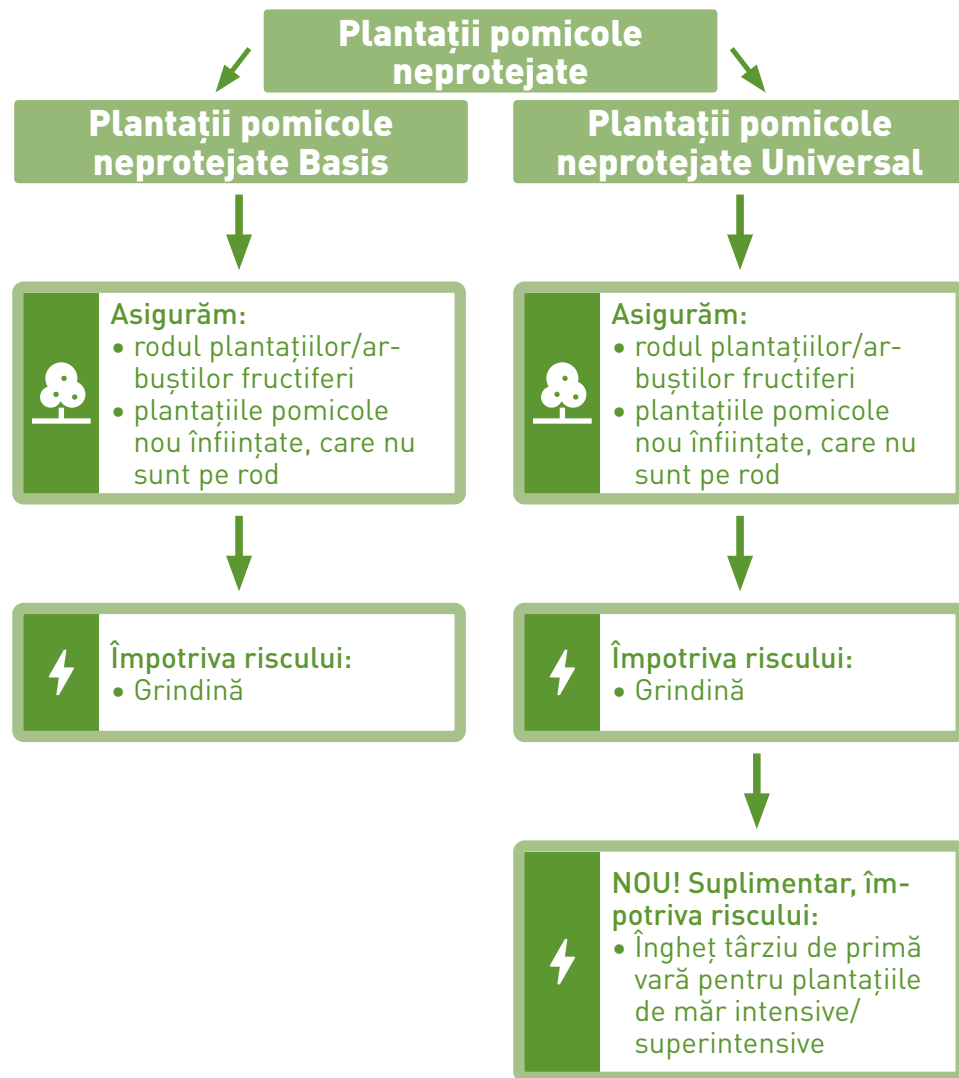 Plantații pomicole
neprotejate
Plantații pomicole
neprotejate Basis
Asigurăm:
• rodul plantațiilor/ar-
buștilor fructiferi
• plantațiile pomicole
nou înființate, care nu
sunt pe rod
Împotriva riscului:
• Grindină
Plantații pomicole
neprotejate Universal
Asigurăm:
• rodul plantațiilor/ar-
buștilor fructiferi
• plantațiile pomicole
nou înființate, care nu
sunt pe rod
Împotriva riscului:
• Grindină
NOU! Suplimentar, îm-
potriva riscului:
• Îngheț târziu de primă
vară pentru plantațiile
de măr intensive/
superintensive